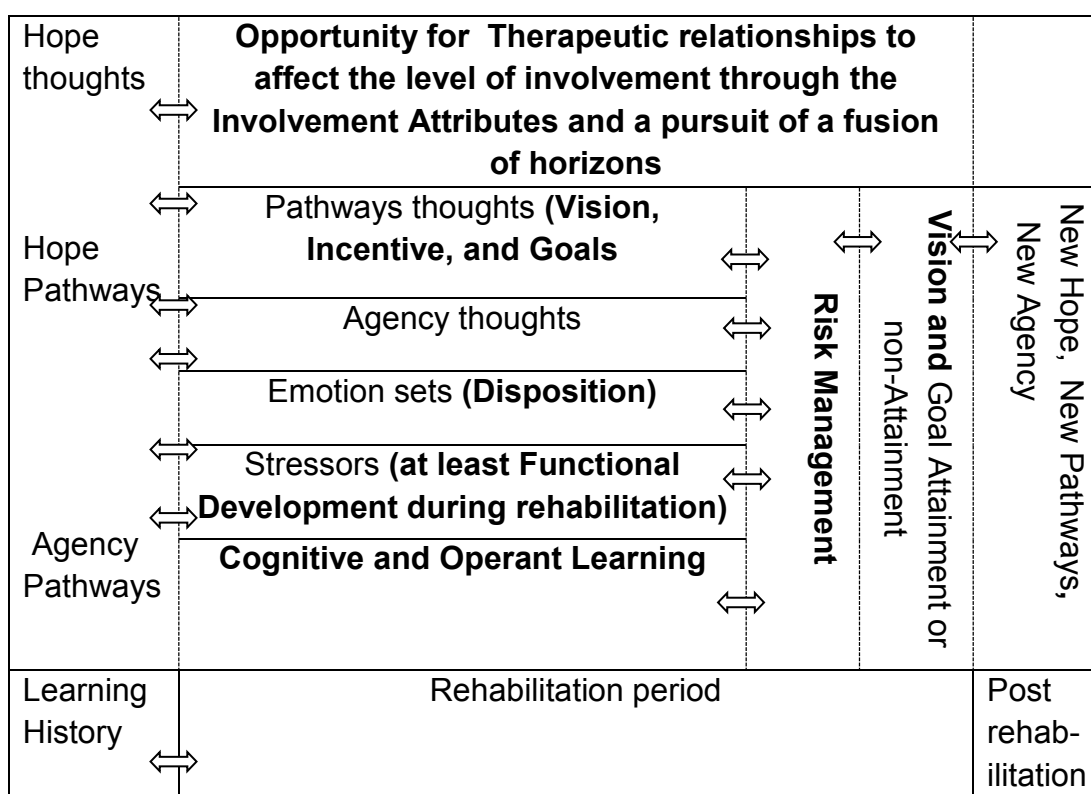 Hope
thoughts
Opportunity for Therapeutic relationships to
affect the level of involvement through the
Involvement Attributes and a pursuit of a fusion
of horizons
Hope
Pathways
Agency
Pathways
Pathways thoughts (Vision,
Incentive, and Goals
Agency thoughts
Emotion sets (Disposition)
Stressors (at least Functional
Development during rehabilitation)
Cognitive and Operant Learning
Risk Management
Vision and Goal Attainment or
non-Attainment
New Hope, New Pathways,
New Agency
Learning
History
Rehabilitation period
Post
rehab-
ilitation